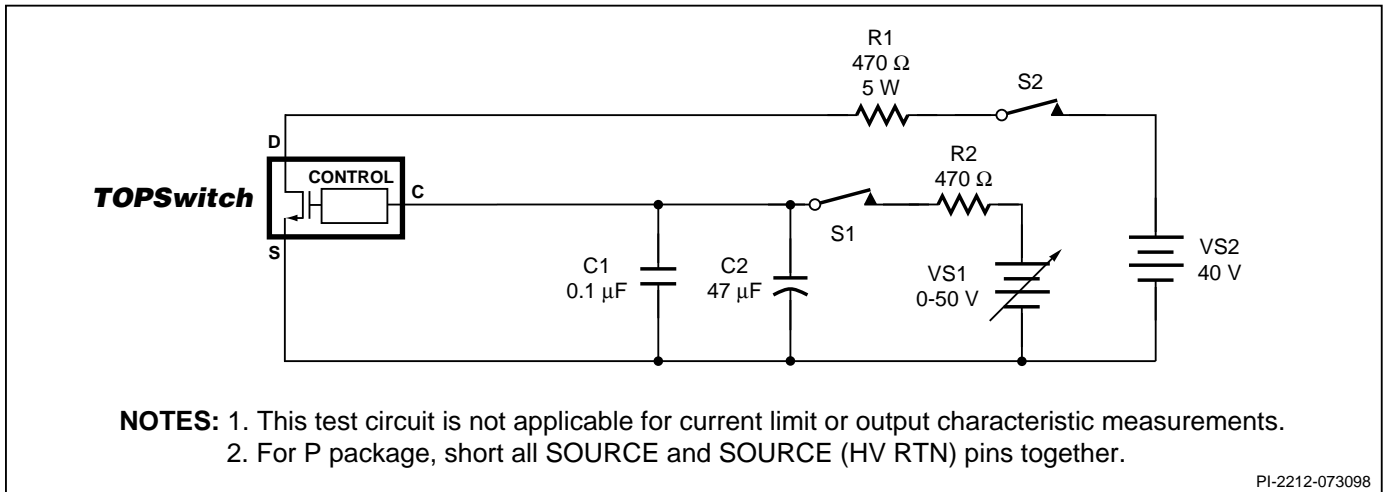 R1
470 Ω
5 W
S2
D
R2
470 Ω
TOPSwitch
CONTROL
C
S1
S
C1
0.1 μF
C2
47 μF
VS1
0-50 V
VS2
40 V
NOTES: 1. This test circuit is not applicable for current limit or output characteristic measurements.
2. For P package, short all SOURCE and SOURCE (HV RTN) pins together.
PI-2212-073098